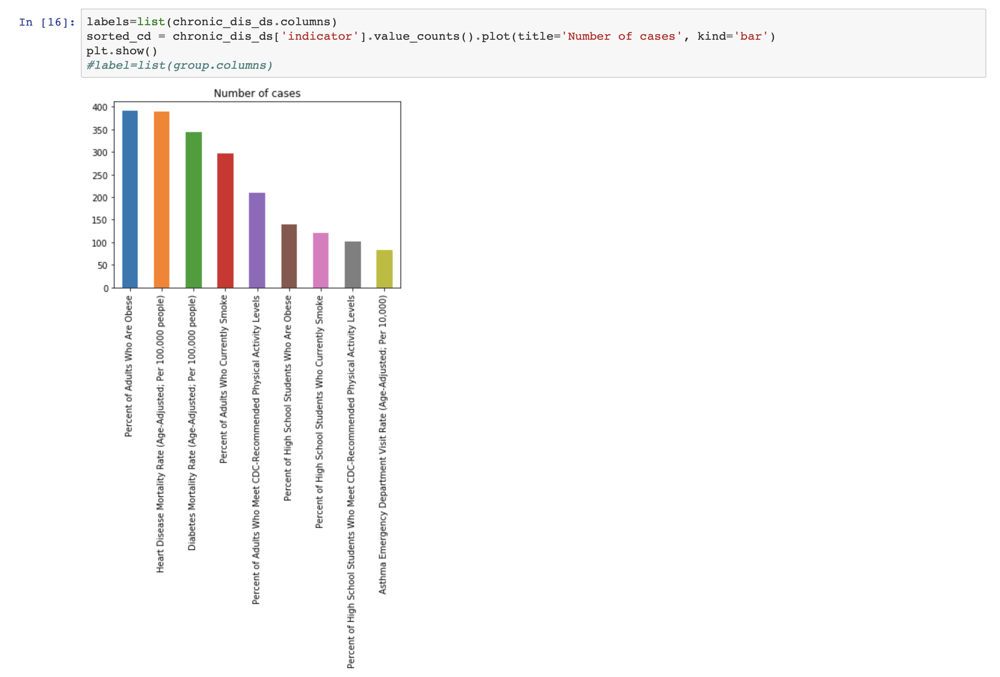 In [16]:
labels=list(chronic_dis_ds.columns)
sorted_cd = chronic_dis_ds['indicator'].value_counts().plot(title='Number of cases', kind='bar')
plt.show()
#label=list(group.columns)
Number of cases
400
350
300
250
200
150
100
50
0
Percent of Adults Who Are Obese
Heart Disease Mortality Rate (Age-Adjusted; Per 100,000 people)
Diabetes Mortality Rate (Age-Adjusted; Per 100,000 people)
Percent of Adults Who Currently Smoke
Percent of Adults Who Meet CDC-Recommended Physical Activity Levels
Percent of High School Students Who Are Obese
Percent of High School Students Who Currently Smoke
Percent of High School Students Who Meet CDC-Recommended Physical Activity Levels
Asthma Emergency Department Visit Rate (Age-Adjusted; Per 10,000)